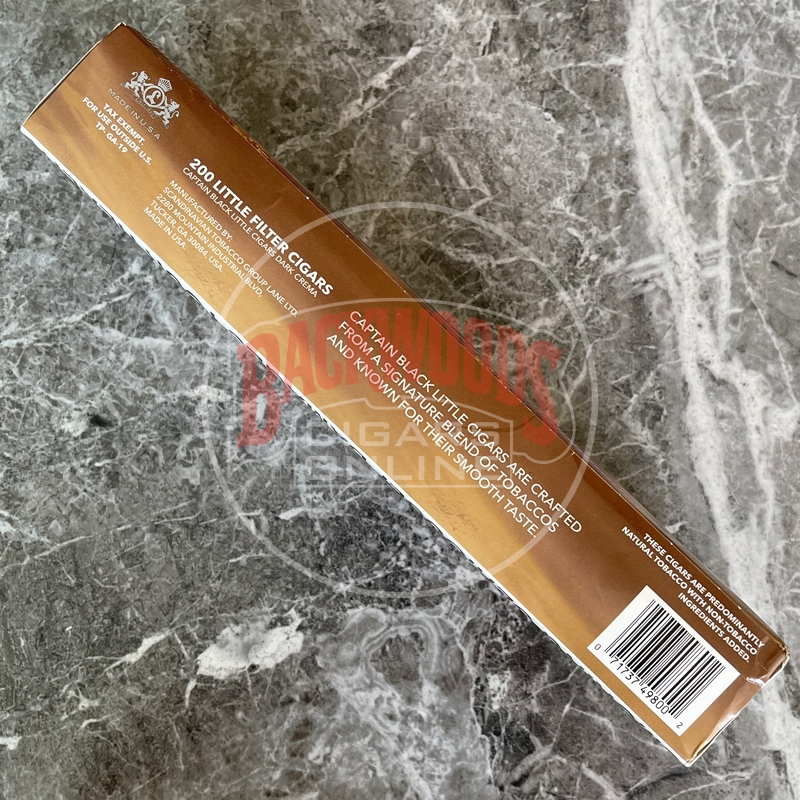 MADE IN U.S.A
TAX EXEMPT.
FOR USE OUTSIDE U.S.
TP-GA-19
200 LITTLE FILTER CIGARS
CAPTAIN BLACK LITTLE CIGARS DARK CREMA
MANUFACTURED BY:
SCANDINAVIAN TOBACCO GROUP LANE LTD.
2280 MOUNTAIN INDUSTRIAL BLVD.
TUCKER, GA 30084, USA.
MADE IN USA.
CAPTAIN BLACK LITTLE CIGARS ARE CRAFTED
FROM A SIGNATURE BLEND OF TOBACCOS
AND KNOWN FOR THEIR SMOOTH TASTE
BACKWOODS
CIGARS
ONLINE
THESE CIGARS ARE PREDOMINANTLY
NATURAL TOBACCO WITH NON-TOBACCO
INGREDIENTS ADDED.
0 71737 49800 2